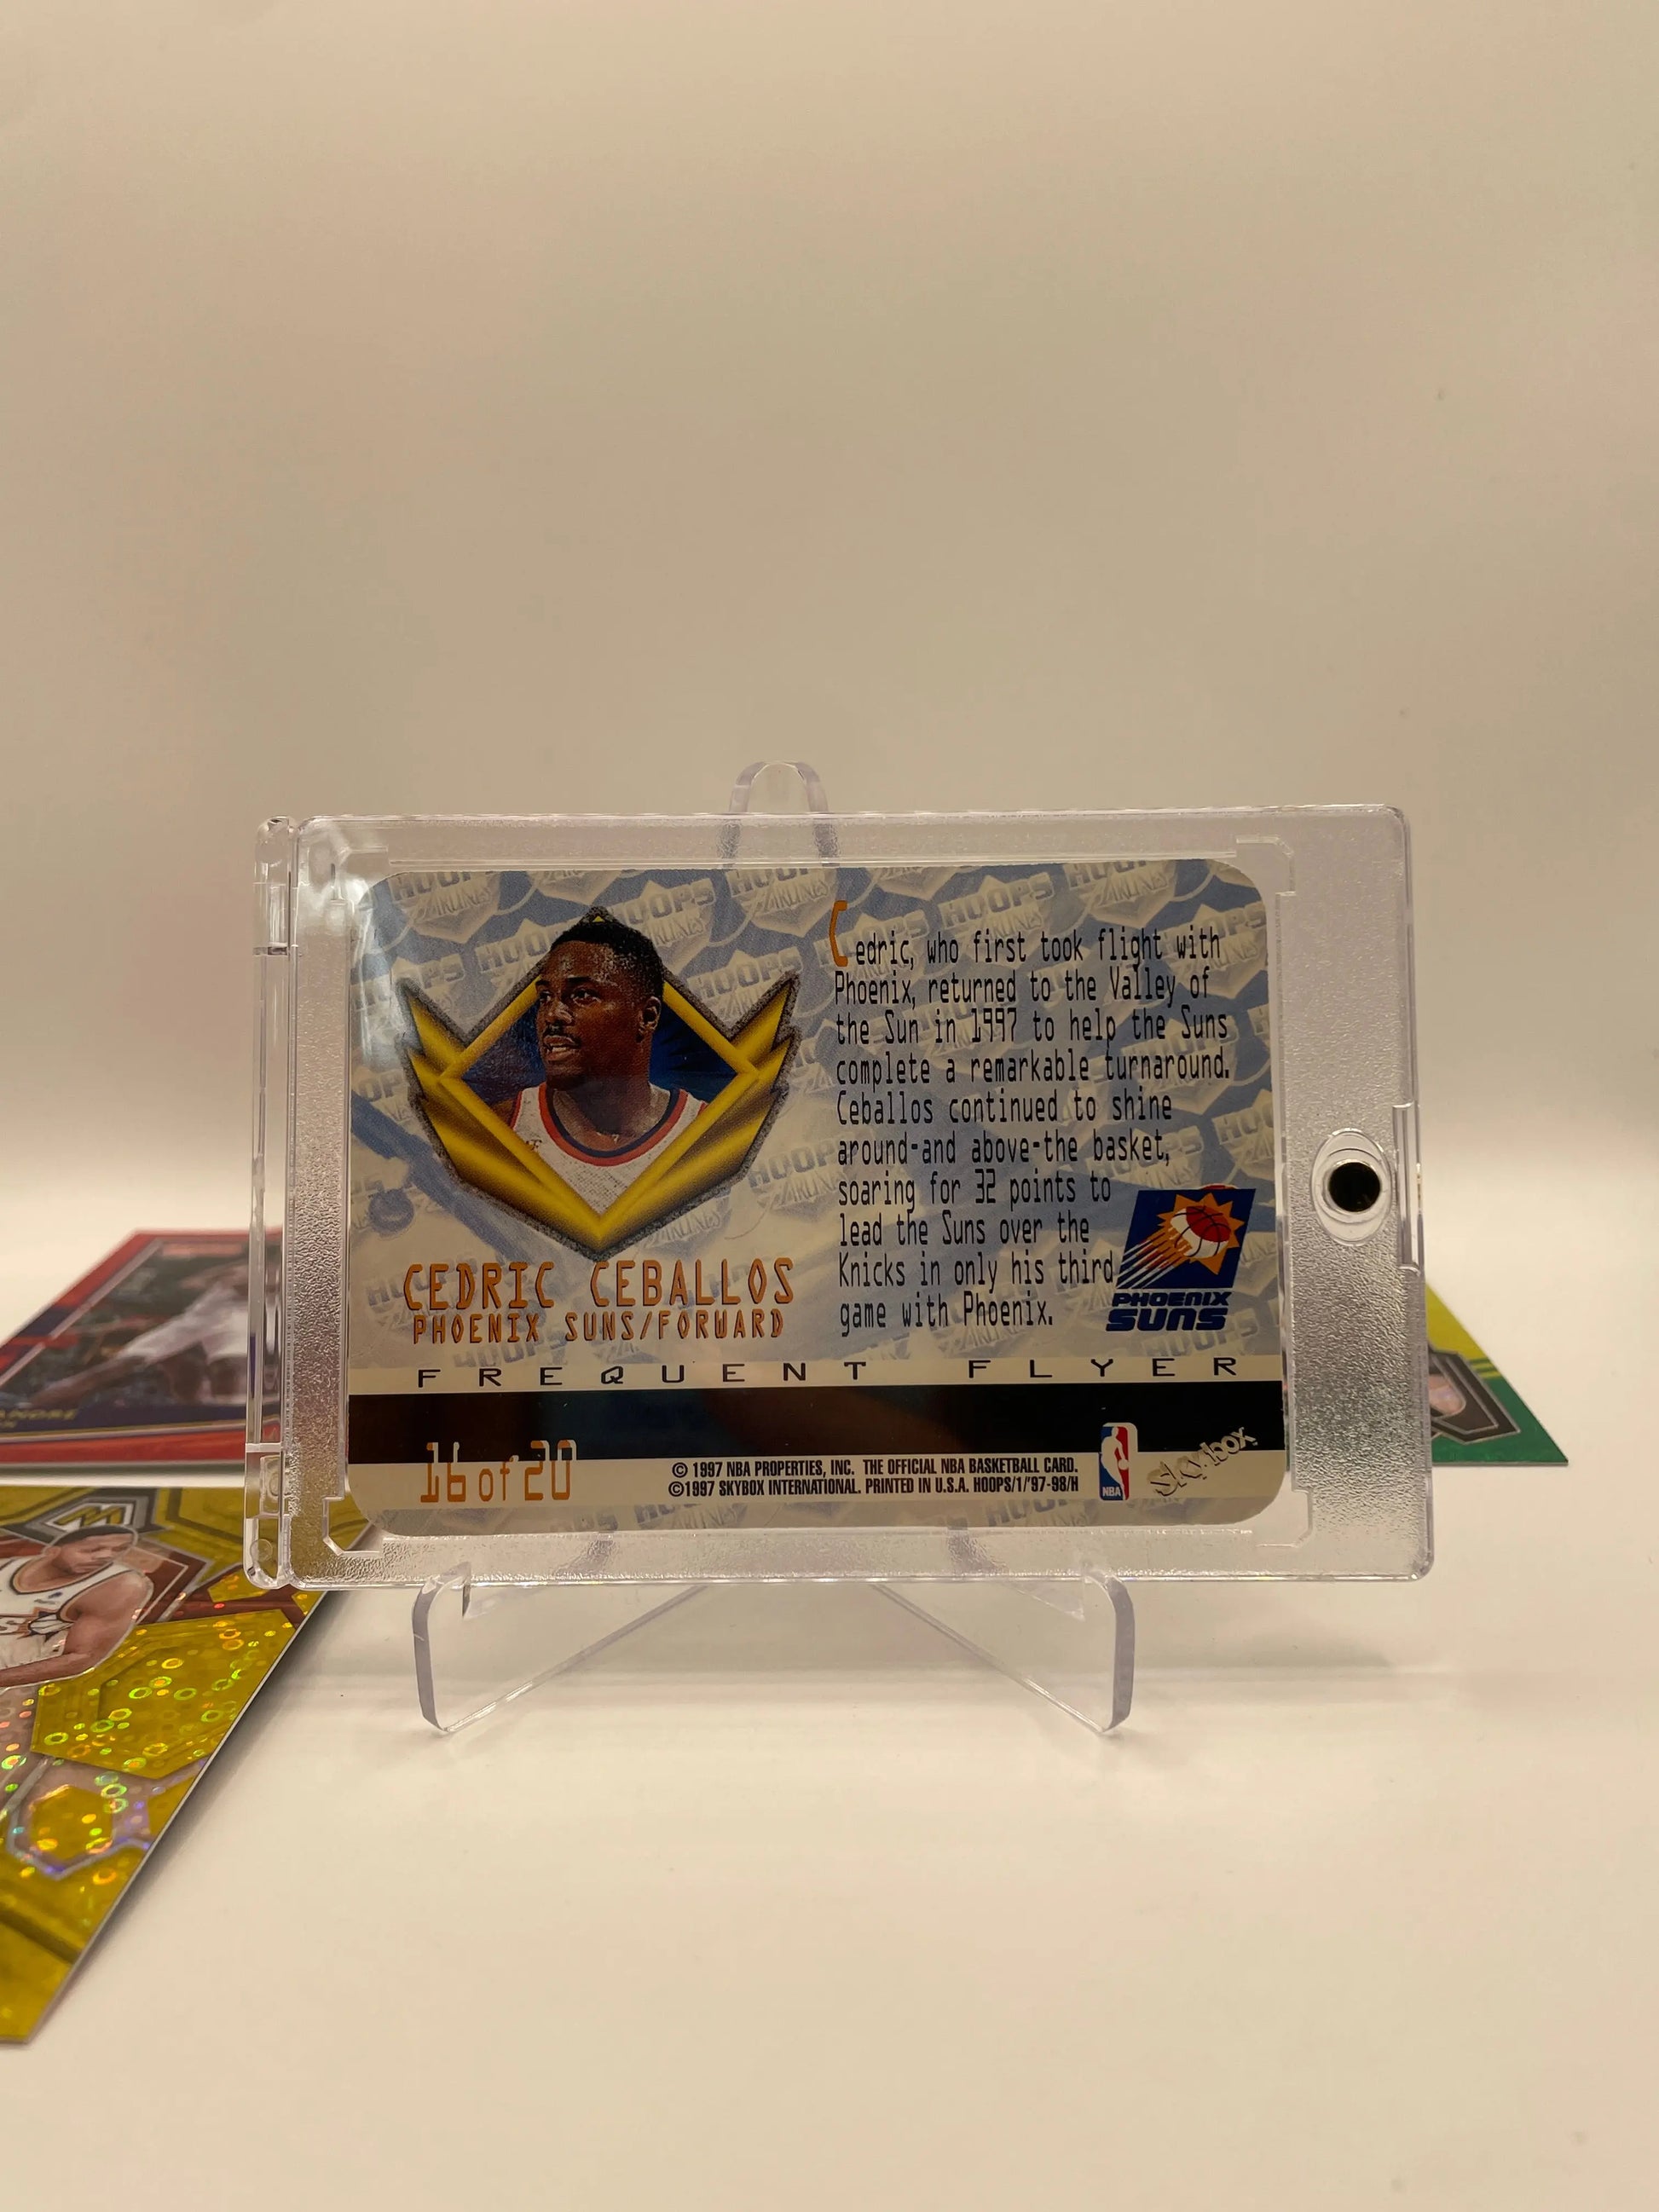 Cedric, who first took flight with
Phoenix, returned to the Valley of
the Sun in 1997 to help the Suns
complete a remarkable turnaround.
Ceballos continued to shine
around-and above-the basket,
soaring for 32 points to
lead the Suns over the
Knicks in only his third
game with Phoenix.
CEDRIC CEBALLOS
PHOENIX SUNS/FORWARD
PHOENIX
SUNS
FREQUENT FLYER
16 of 20
© 1997 NBA PROPERTIES, INC. THE OFFICIAL NBA BASKETBALL CARD.
©1997 SKYBOX INTERNATIONAL. PRINTED IN U.S.A. HOOPS/1/'97-98/H
NBA
SkyBox